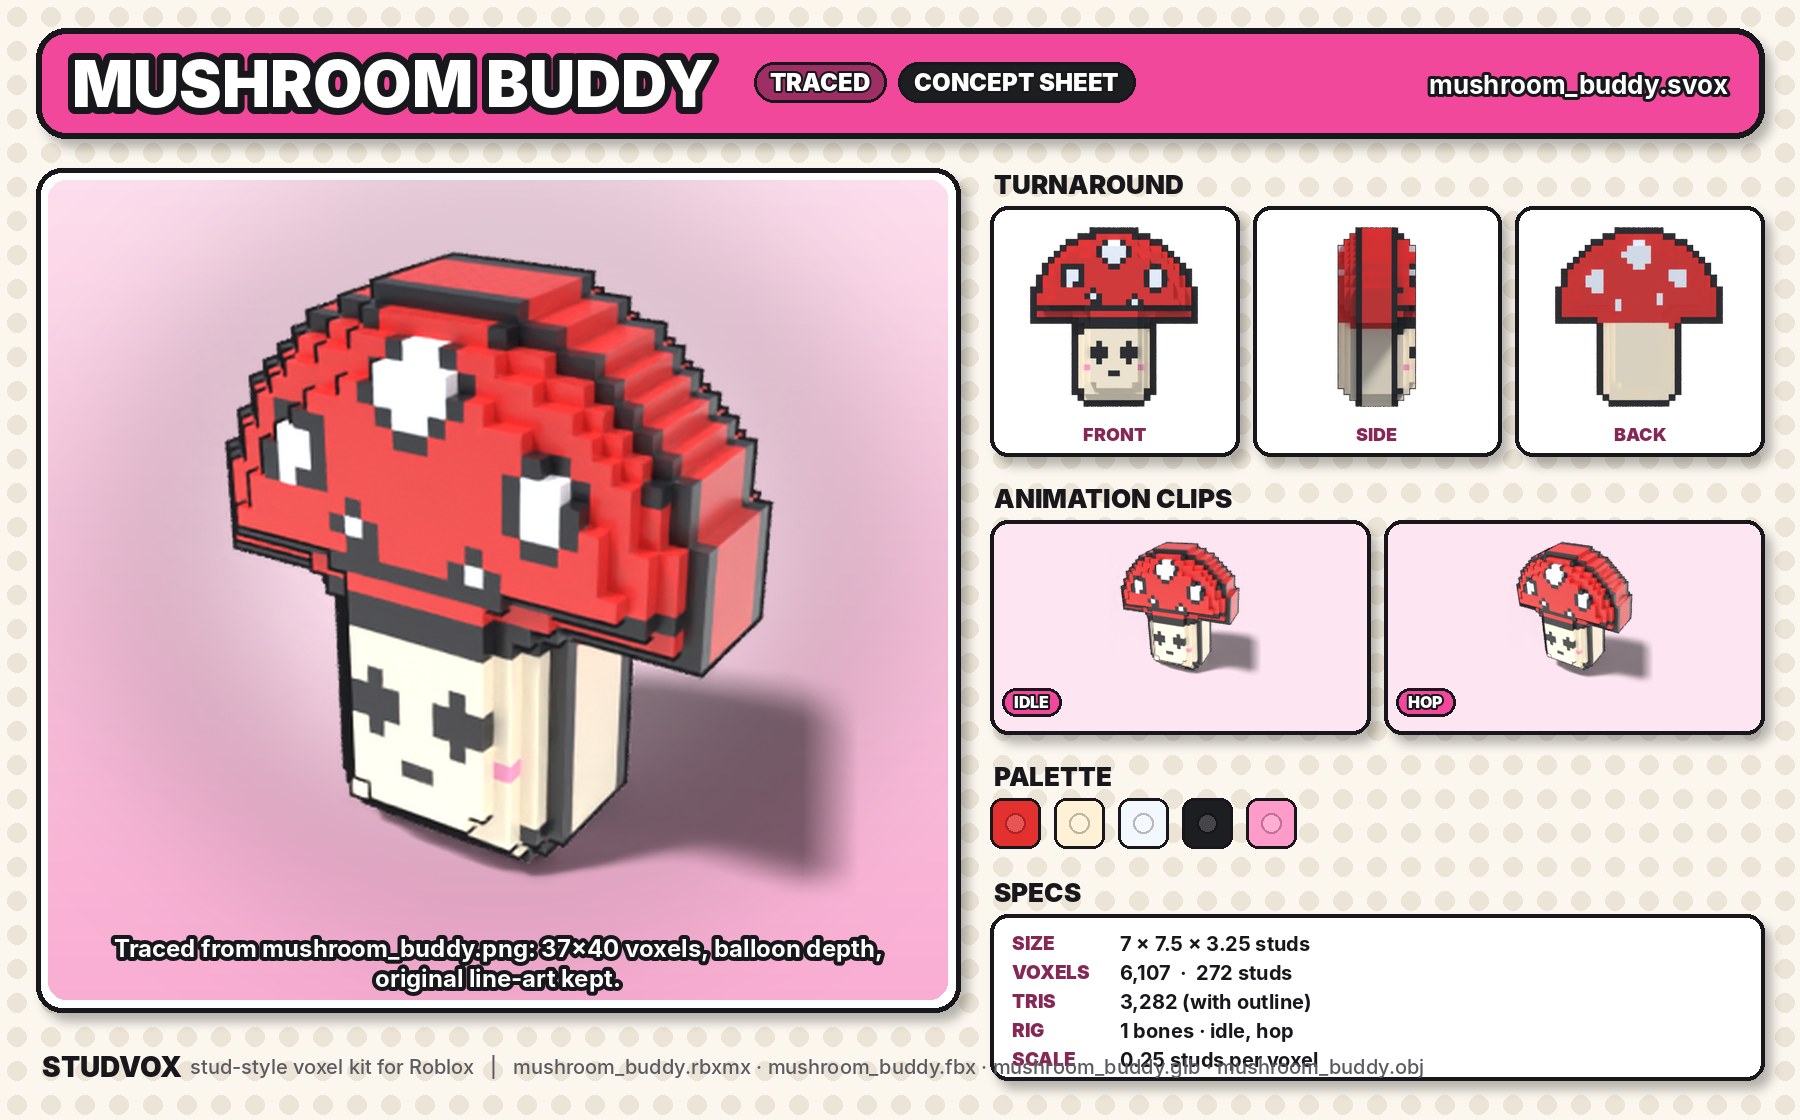 MUSHROOM BUDDY
TRACED
CONCEPT SHEET
mushroom_buddy.svox
Traced from mushroom_buddy.png: 37×40 voxels, balloon depth,
original line-art kept.
TURNAROUND
FRONT
SIDE
BACK
ANIMATION CLIPS
IDLE
HOP
PALETTE
SPECS
SIZE 7 × 7.5 × 3.25 studs
VOXELS 6,107 · 272 studs
TRIS 3,282 (with outline)
RIG 1 bones · idle, hop
SCALE 0.25 studs per voxel
STUDVOX stud-style voxel kit for Roblox | mushroom_buddy.rbxmx · mushroom_buddy.fbx · mushroom_buddy.glb · mushroom_buddy.obj